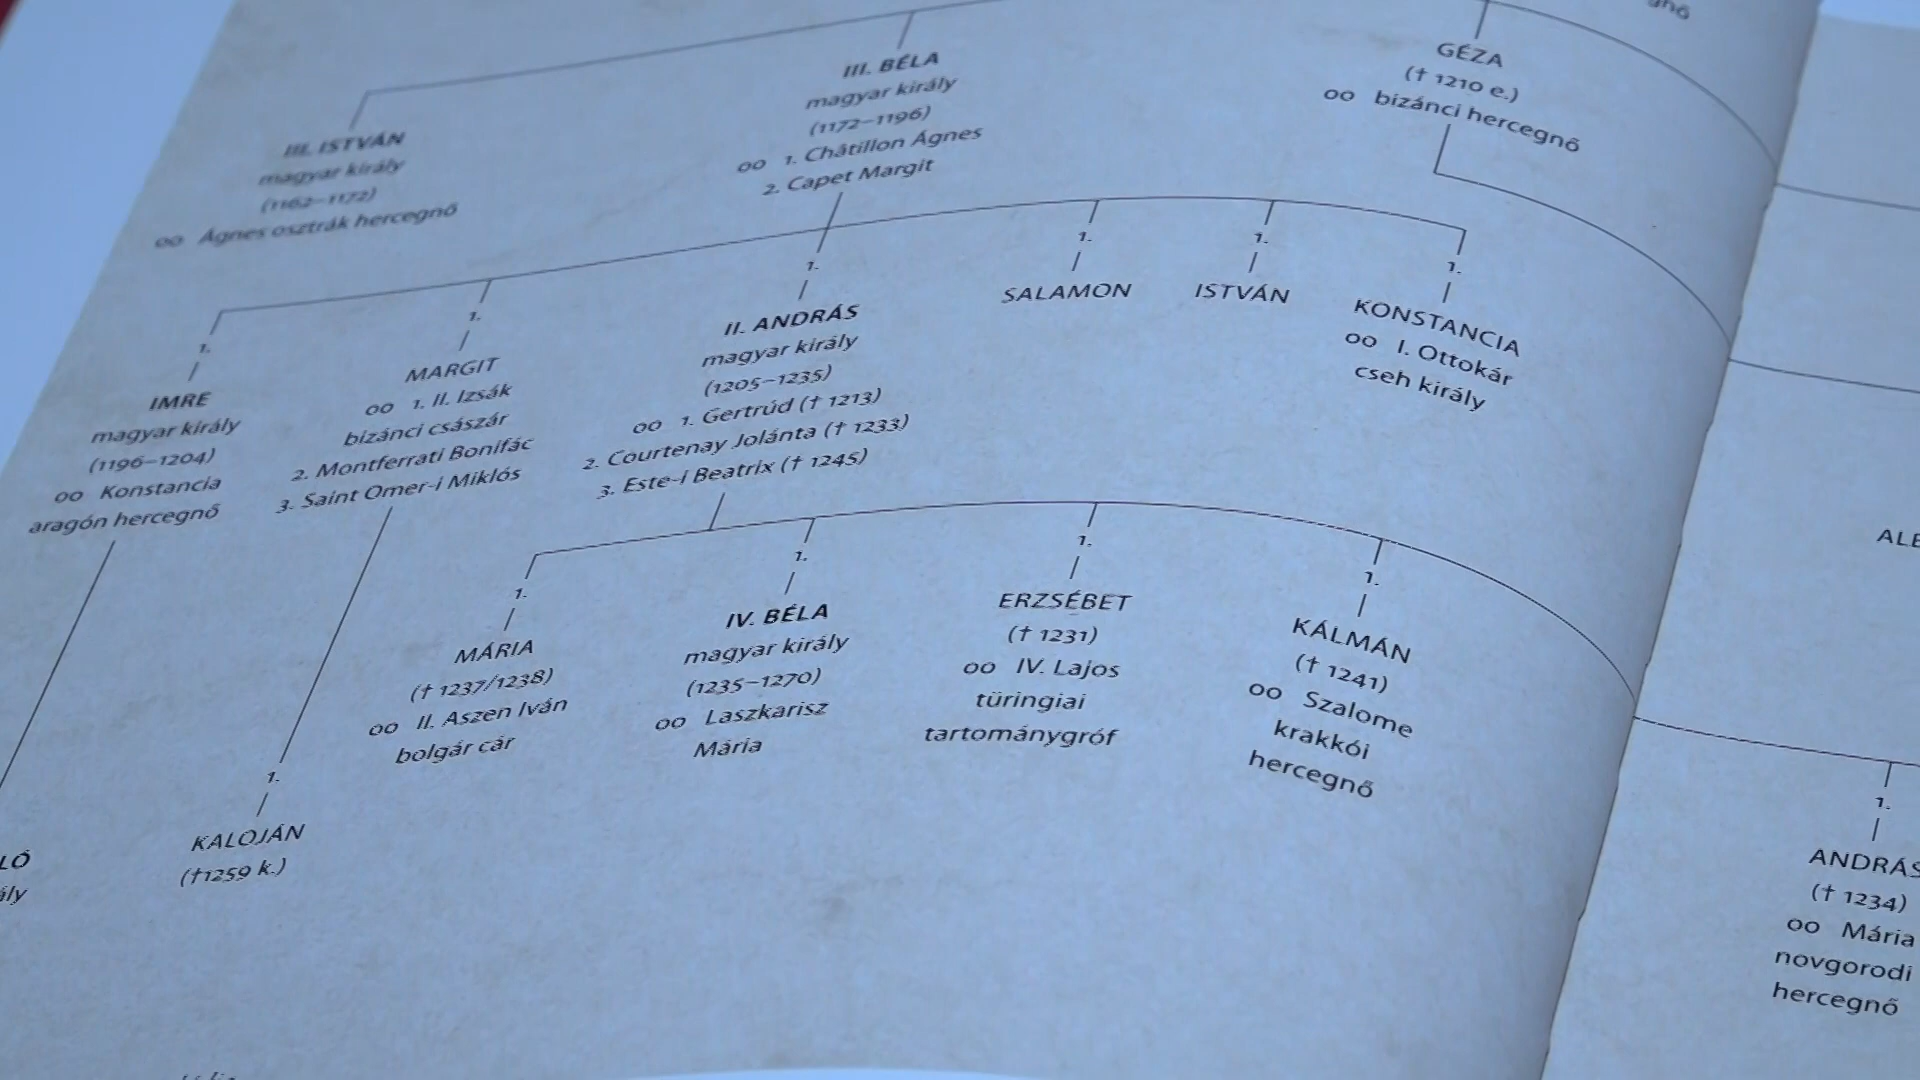 III. ISTVÁN
magyar király
(1162–1172)
oo Ágnes osztrák hercegnő
III. BÉLA
magyar király
(1172–1196)
oo 1. Châtillon Ágnes
2. Capet Margit
GÉZA
(† 1210 e.)
oo bizánci hercegnő
1.
IMRE
magyar király
(1196–1204)
oo Konstancia
aragón hercegnő
1.
MARGIT
oo 1. II. Izsák
bizánci császár
2. Montferrati Bonifác
3. Saint Omer-i Miklós
1.
II. ANDRÁS
magyar király
(1205–1235)
oo 1. Gertrúd († 1213)
2. Courtenay Jolánta († 1233)
3. Este-i Beatrix († 1245)
1.
SALAMON
1.
ISTVÁN
1.
KONSTANCIA
oo I. Ottokár
cseh király
1.
MÁRIA
(† 1237/1238)
oo II. Aszen Iván
bolgár cár
1.
IV. BÉLA
magyar király
(1235–1270)
oo Laszkarisz
Mária
1.
ERZSÉBET
(† 1231)
oo IV. Lajos
türingiai
tartománygróf
1.
KÁLMÁN
(† 1241)
oo Szalome
krakkói
hercegnő
1.
KALOJÁN
(†1259 k.)
LÓ
ály
ALE
1.
ANDRÁS
(† 1234)
oo Mária
novgorodi
hercegnő